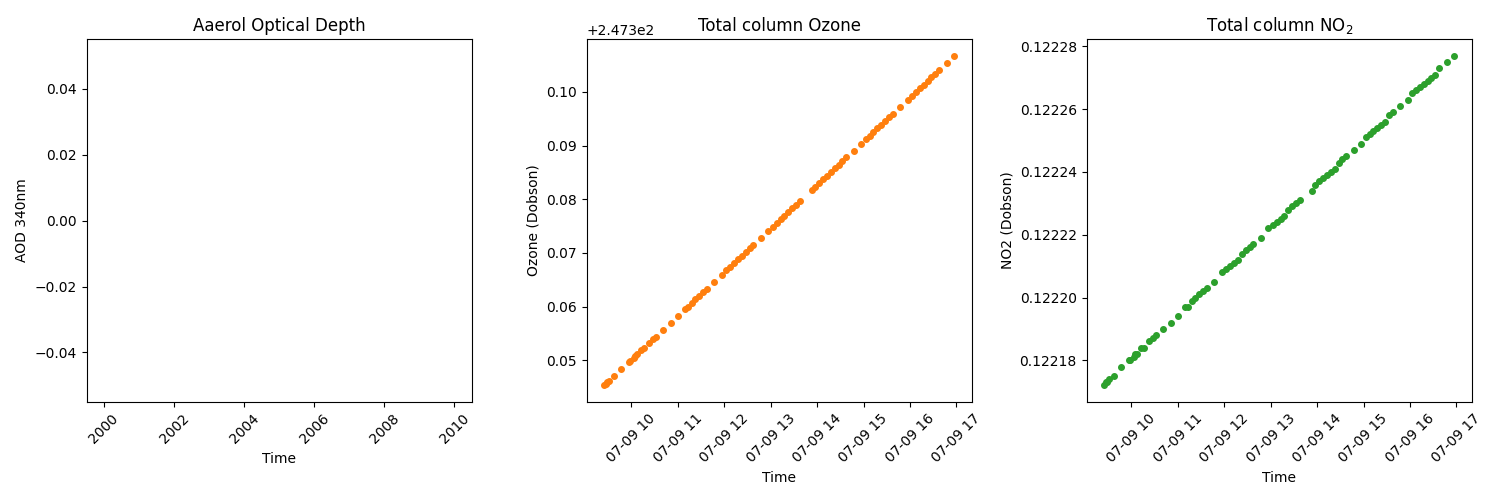 Aaerol Optical Depth
AOD 340nm
0.04
0.02
0.00
−0.02
−0.04
2000 2002 2004 2006 2008 2010
Time
Total column Ozone
+2.473e2
Ozone (Dobson)
0.10
0.09
0.08
0.07
0.06
0.05
07-09 10 07-09 11 07-09 12 07-09 13 07-09 14 07-09 15 07-09 16 07-09 17
Time
Total column NO2
NO2 (Dobson)
0.12228
0.12226
0.12224
0.12222
0.12220
0.12218
07-09 10 07-09 11 07-09 12 07-09 13 07-09 14 07-09 15 07-09 16 07-09 17
Time